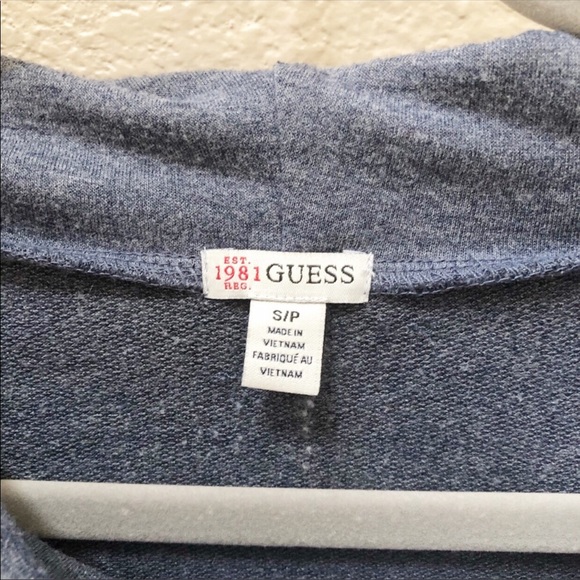 EST.
1981 GUESS
REG.
S/P
MADE IN
VIETNAM
FABRIQUÉ AU
VIETNAM